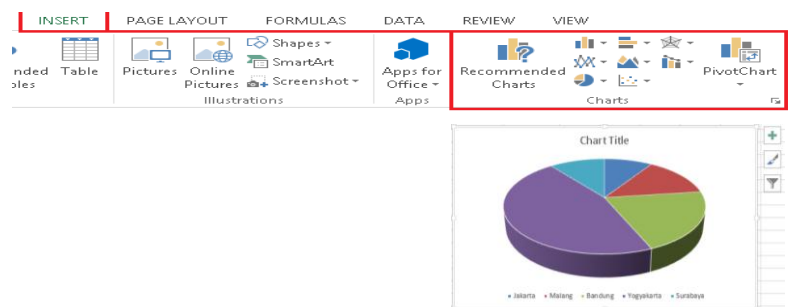 INSERT PAGE LAYOUT FORMULAS DATA REVIEW VIEW
Shapes
SmartArt
Screenshot
nded Table Pictures Online Apps for Recommended PivotChart
les Pictures Office Charts
Illustrations Apps Charts
Chart Title
Jakarta Malang Bandung Yogyakarta Surabaya